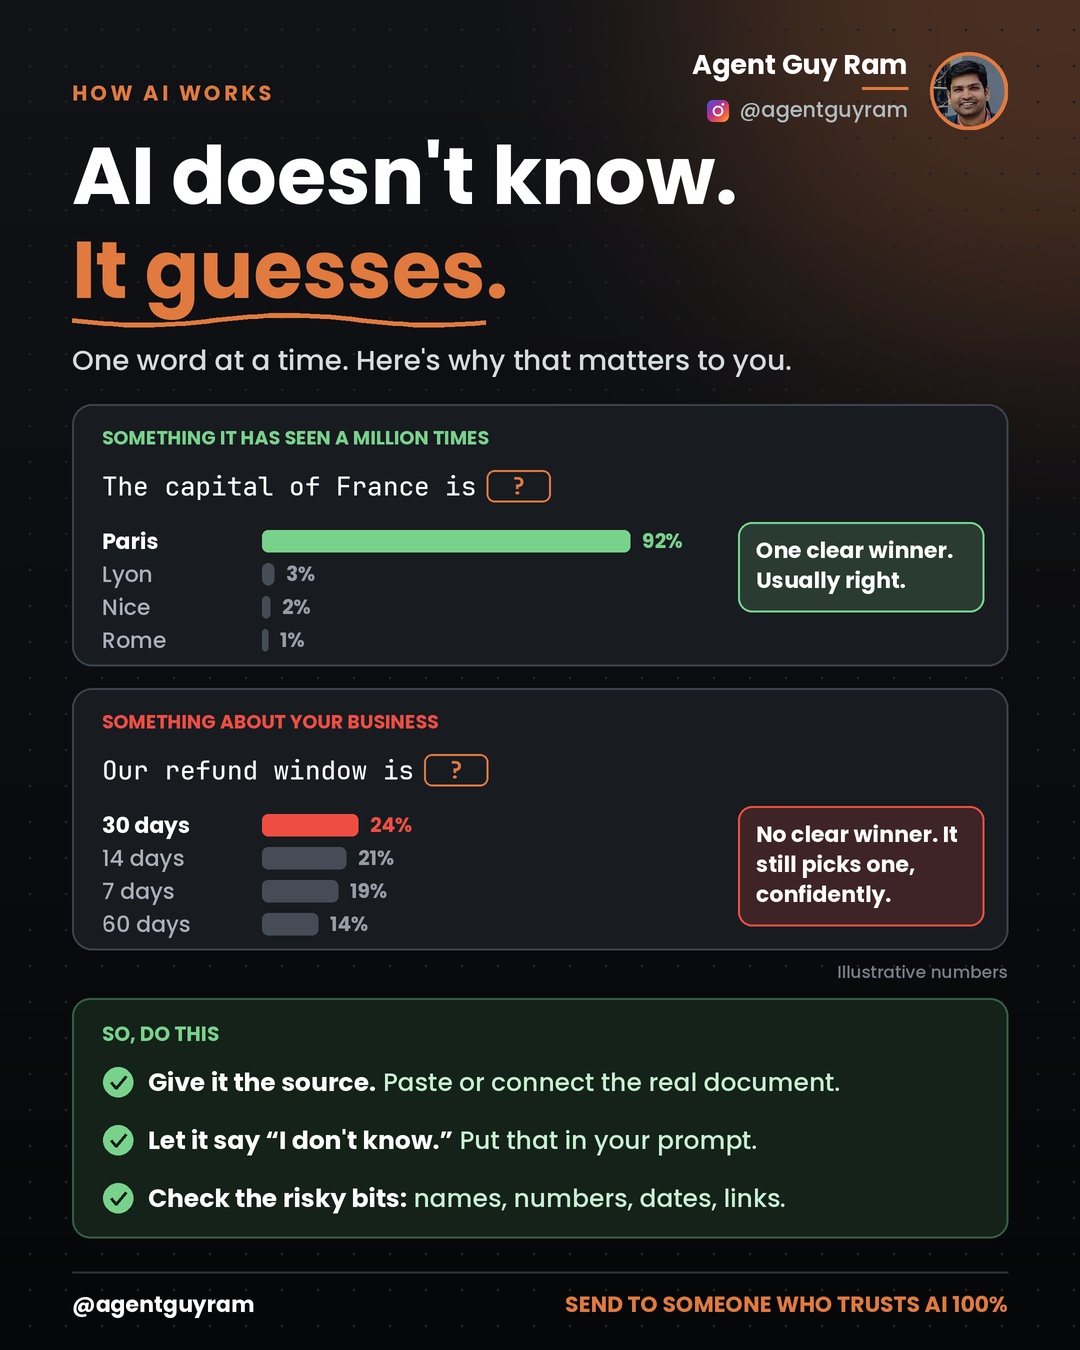 HOW AI WORKS
Agent Guy Ram
@agentguyram
AI doesn't know.
It guesses.
One word at a time. Here's why that matters to you.
SOMETHING IT HAS SEEN A MILLION TIMES
The capital of France is ?
Paris 92%
Lyon 3%
Nice 2%
Rome 1%
One clear winner.
Usually right.
SOMETHING ABOUT YOUR BUSINESS
Our refund window is ?
30 days 24%
14 days 21%
7 days 19%
60 days 14%
No clear winner. It
still picks one,
confidently.
Illustrative numbers
SO, DO THIS
Give it the source. Paste or connect the real document.
Let it say “I don't know.” Put that in your prompt.
Check the risky bits: names, numbers, dates, links.
@agentguyram
SEND TO SOMEONE WHO TRUSTS AI 100%